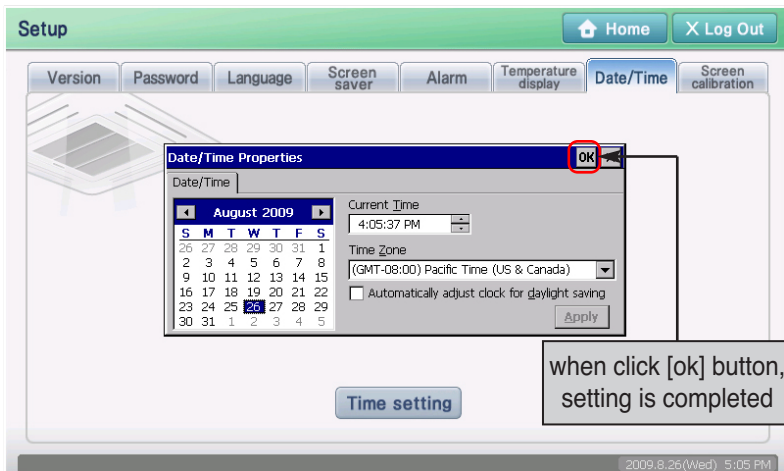 Setup
Home
X Log Out
Version
Password
Language
Screen
saver
Alarm
Temperature
display
Date/Time
Screen
calibration
Date/Time Properties
OK
Date/Time
August 2009
S M T W T F S
26 27 28 29 30 31 1
2 3 4 5 6 7 8
9 10 11 12 13 14 15
16 17 18 19 20 21 22
23 24 25 26 27 28 29
30 31 1 2 3 4 5
Current Time
4:05:37 PM
Time Zone
(GMT-08:00) Pacific Time (US & Canada)
Automatically adjust clock for daylight saving
Apply
when click [ok] button,
setting is completed
Time setting
2009.8.26(Wed) 5:05 PM